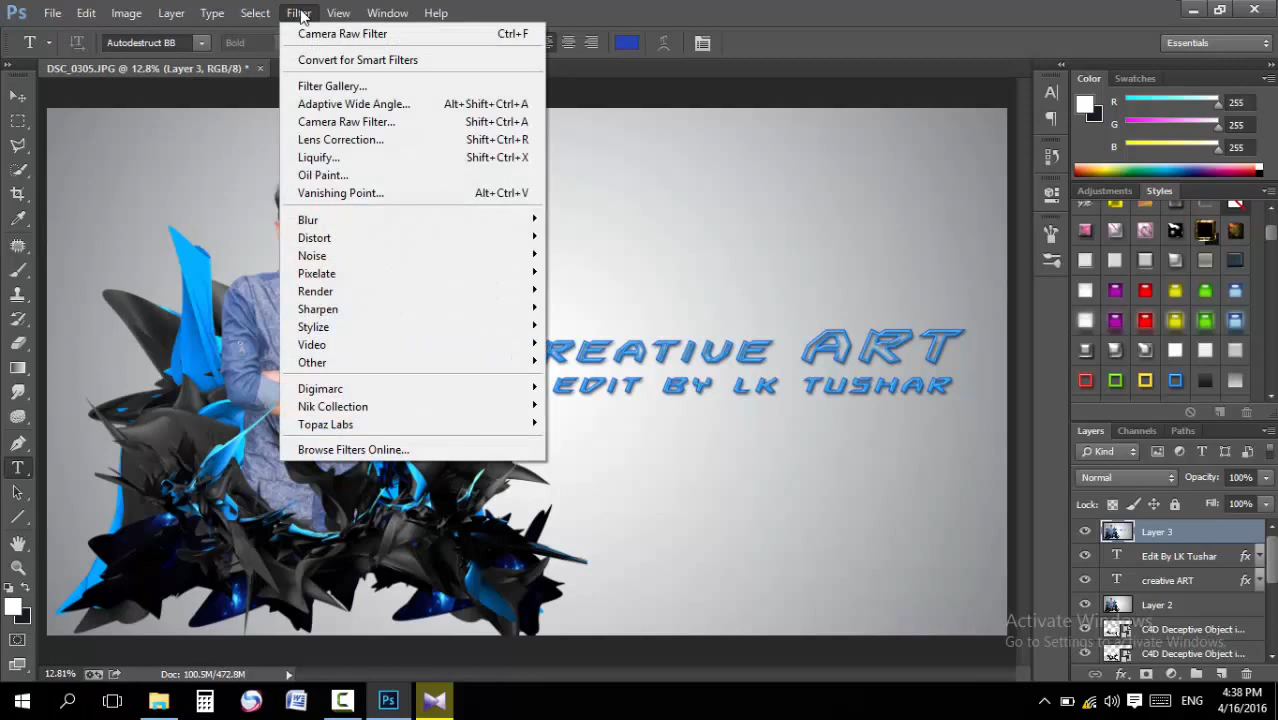 Ps File Edit Image Layer Type Select Filter View Window Help
T Autodestruct BB Bold Essentials
DSC_0305.JPG @ 12.8% (Layer 3, RGB/8) * ×
Camera Raw Filter Ctrl+F
Convert for Smart Filters
Filter Gallery...
Adaptive Wide Angle... Alt+Shift+Ctrl+A
Camera Raw Filter... Shift+Ctrl+A
Lens Correction... Shift+Ctrl+R
Liquify... Shift+Ctrl+X
Oil Paint...
Vanishing Point... Alt+Ctrl+V
Blur
Distort
Noise
Pixelate
Render
Sharpen
Stylize
Video
Other
Digimarc
Nik Collection
Topaz Labs
Browse Filters Online...
REATIVE ART
EDIT BY LK TUSHAR
Color Swatches
R 255
G 255
B 255
Adjustments Styles
Layers Channels Paths
Kind
Normal Opacity: 100%
Lock: Fill: 100%
Layer 3
T Edit By LK Tushar fx
T creative ART fx
Layer 2
C4D Deceptive Object i...
C4D Deceptive Object i...
Activate Windows
Go to Settings to activate Windows.
12.81% Doc: 100.5M/472.8M
ENG 4:38 PM
4/16/2016